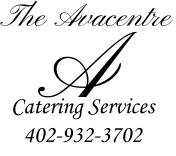 The Avacentre
A
Catering Services
402-932-3702